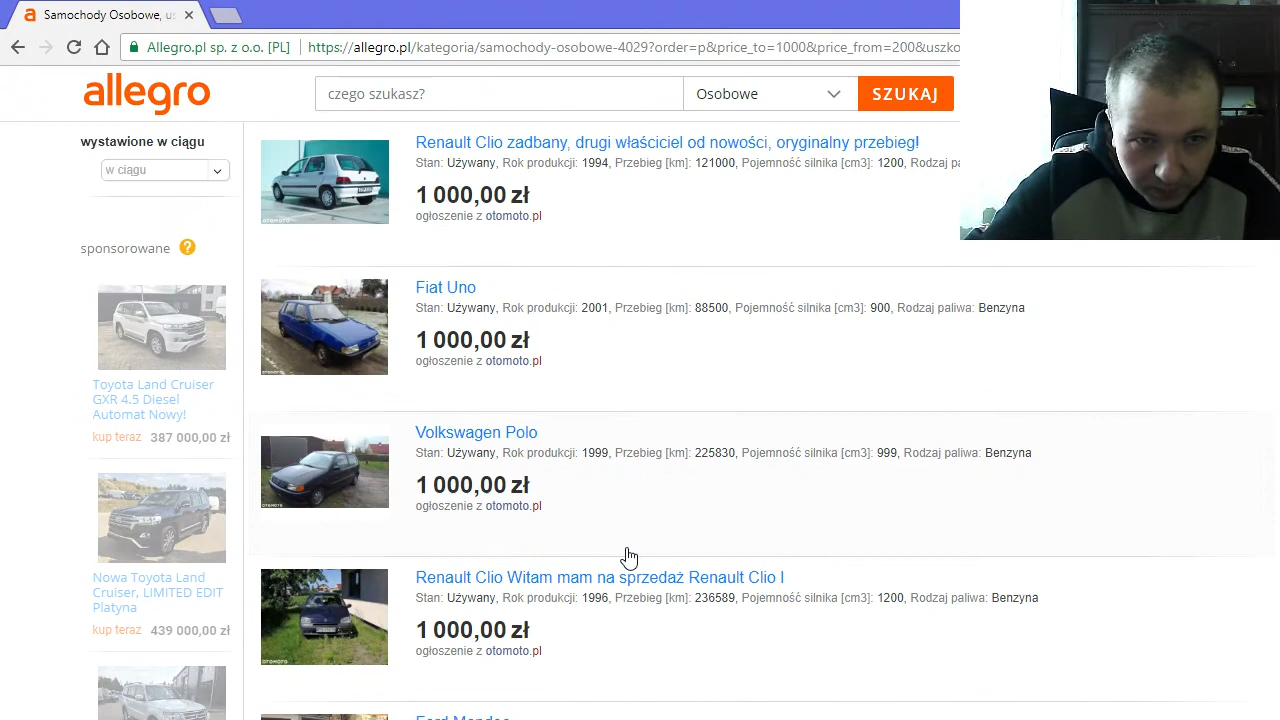 Samochody Osobowe, us
Allegro.pl sp. z o.o. [PL]
https://allegro.pl/kategoria/samochody-osobowe-4029?order=p&price_to=1000&price_from=200&uszko
allegro
czego szukasz?
Osobowe
SZUKAJ
wystawione w ciągu
w ciągu
sponsorowane ?
Toyota Land Cruiser
GXR 4.5 Diesel
Automat Nowy!
kup teraz 387 000,00 zł
Nowa Toyota Land
Cruiser, LIMITED EDIT
Platyna
kup teraz 439 000,00 zł
Renault Clio zadbany, drugi właściciel od nowości, oryginalny przebieg!
Stan: Używany, Rok produkcji: 1994, Przebieg [km]: 121000, Pojemność silnika [cm3]: 1200, Rodzaj pa
1 000,00 zł
ogłoszenie z otomoto.pl
OTOMOTO
Fiat Uno
Stan: Używany, Rok produkcji: 2001, Przebieg [km]: 88500, Pojemność silnika [cm3]: 900, Rodzaj paliwa: Benzyna
1 000,00 zł
ogłoszenie z otomoto.pl
OTOMOTO
Volkswagen Polo
Stan: Używany, Rok produkcji: 1999, Przebieg [km]: 225830, Pojemność silnika [cm3]: 999, Rodzaj paliwa: Benzyna
1 000,00 zł
ogłoszenie z otomoto.pl
OTOMOTO
Renault Clio Witam mam na sprzedaż Renault Clio I
Stan: Używany, Rok produkcji: 1996, Przebieg [km]: 236589, Pojemność silnika [cm3]: 1200, Rodzaj paliwa: Benzyna
1 000,00 zł
ogłoszenie z otomoto.pl
OTOMOTO
Ford Mondeo